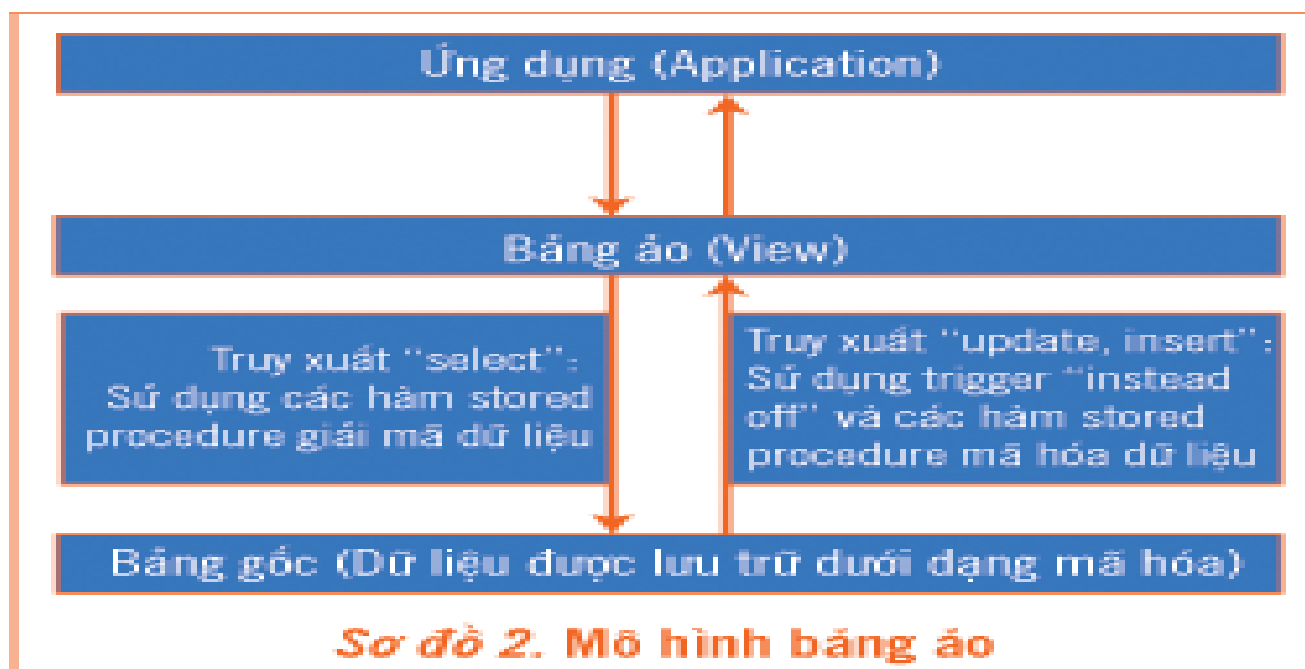 Ứng dụng (Application)
Bảng ảo (View)
Truy xuất "select":
Sử dụng các hàm stored
procedure giải mã dữ liệu
Truy xuất "update, insert":
Sử dụng trigger "instead
off" và các hàm stored
procedure mã hóa dữ liệu
Bảng gốc (Dữ liệu được lưu trữ dưới dạng mã hóa)
Sơ đồ 2. Mô hình bảng ảo